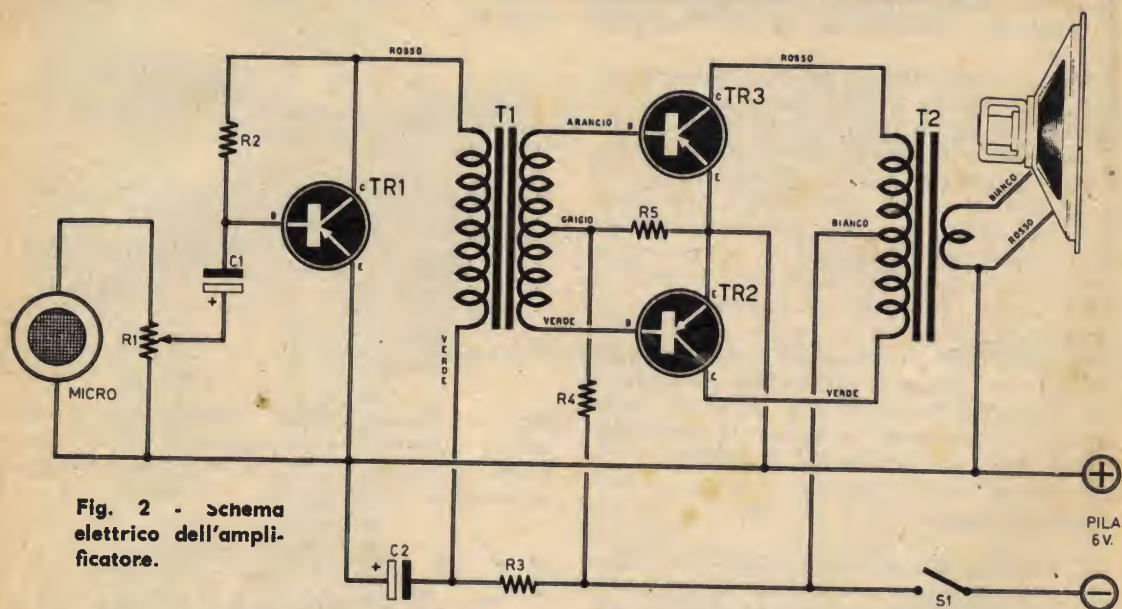 ROSSO
ROSSO
R2
C
TR1
B
E
C1
+
R1
MICRO
T1
ARANCIO
B
C
TR3
E
GRIGIO
R5
E
TR2
VERDE
B
C
R4
VERDE
T2
BIANCO
VERDE
BIANCO
ROSSO
+
PILA
6V.
−
C2
+
R3
S1
Fig. 2 - Schema
elettrico dell'ampli-
ficatore.